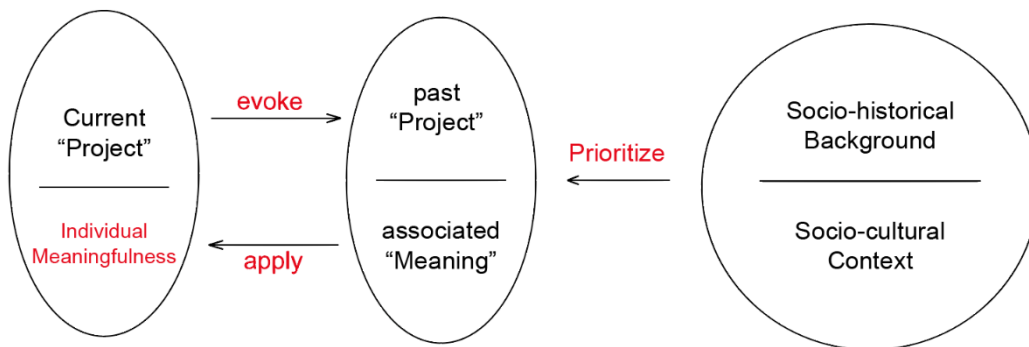 Current
“Project”
Individual
Meaningfulness
evoke
apply
past
“Project”
associated
“Meaning”
Prioritize
Socio-historical
Background
Socio-cultural
Context